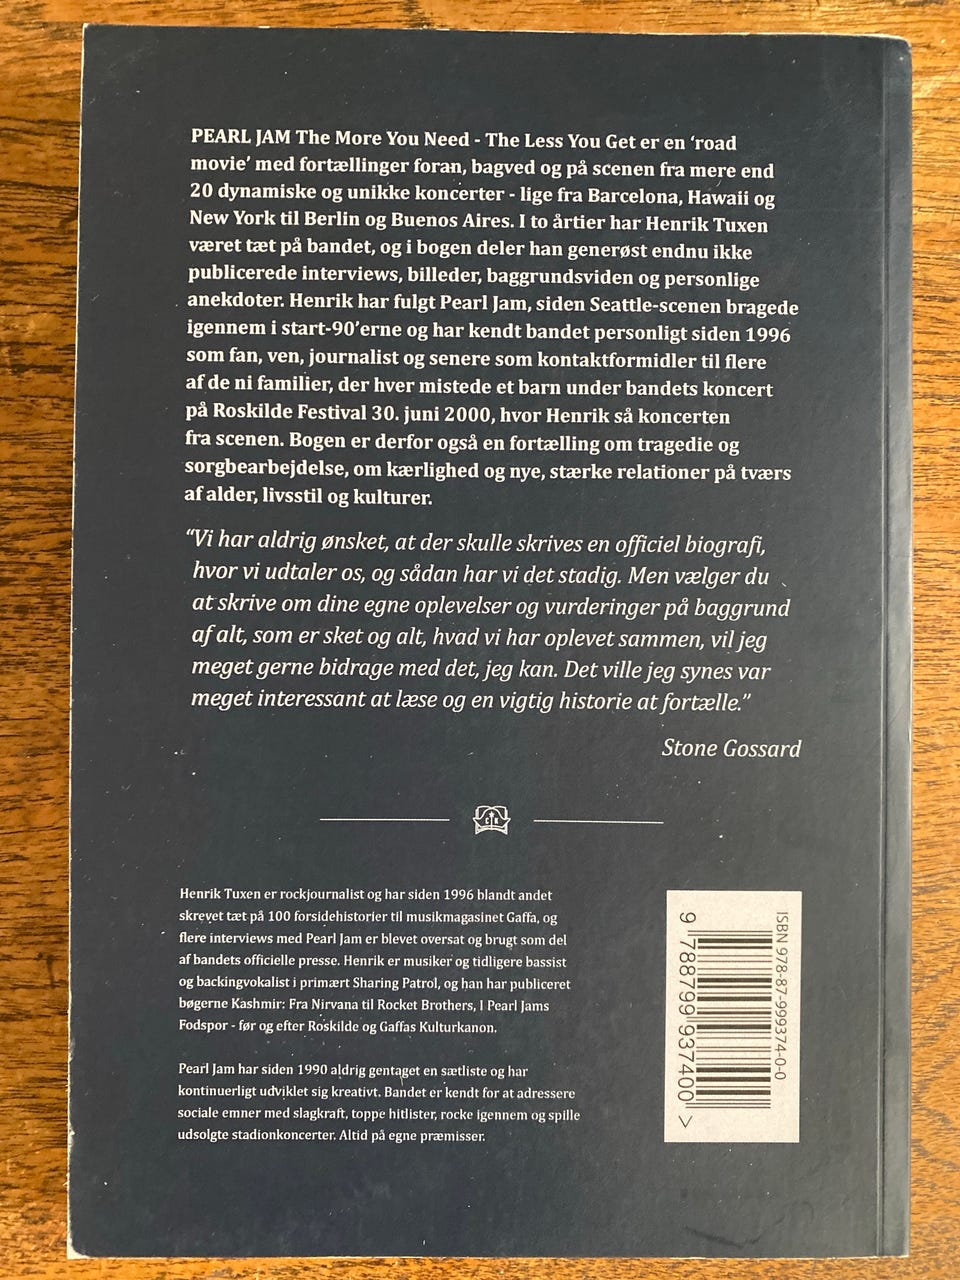 PEARL JAM The More You Need - The Less You Get er en ‘road
movie’ med fortællinger foran, bagved og på scenen fra mere end
20 dynamiske og unikke koncerter - lige fra Barcelona, Hawaii og
New York til Berlin og Buenos Aires. I to årtier har Henrik Tuxen
været tæt på bandet, og i bogen deler han generøst endnu ikke
publicerede interviews, billeder, baggrundsviden og personlige
anekdoter. Henrik har fulgt Pearl Jam, siden Seattle-scenen bragede
igennem i start-90’erne og har kendt bandet personligt siden 1996
som fan, ven, journalist og senere som kontaktformidler til flere
af de ni familier, der hver mistede et barn under bandets koncert
på Roskilde Festival 30. juni 2000, hvor Henrik så koncerten
fra scenen. Bogen er derfor også en fortælling om tragedie og
sorgbearbejdelse, om kærlighed og nye, stærke relationer på tværs
af alder, livsstil og kulturer.
“Vi har aldrig ønsket, at der skulle skrives en officiel biografi,
hvor vi udtaler os, og sådan har vi det stadig. Men vælger du
at skrive om dine egne oplevelser og vurderinger på baggrund
af alt, som er sket og alt, hvad vi har oplevet sammen, vil jeg
meget gerne bidrage med det, jeg kan. Det ville jeg synes var
meget interessant at læse og en vigtig historie at fortælle.”
Stone Gossard
C K
Henrik Tuxen er rockjournalist og har siden 1996 blandt andet
skrevet tæt på 100 forsidehistorier til musikmagasinet Gaffa, og
flere interviews med Pearl Jam er blevet oversat og brugt som del
af bandets officielle presse. Henrik er musiker og tidligere bassist
og backingvokalist i primært Sharing Patrol, og han har publiceret
bøgerne Kashmir: Fra Nirvana til Rocket Brothers, I Pearl Jams
Fodspor - før og efter Roskilde og Gaffas Kulturkanon.
Pearl Jam har siden 1990 aldrig gentaget en sætliste og har
kontinuerligt udviklet sig kreativt. Bandet er kendt for at adressere
sociale emner med slagkraft, toppe hitlister, rocke igennem og spille
udsolgte stadionkoncerter. Altid på egne præmisser.
ISBN 978-87-999374-0-0
9 788799 937400 >